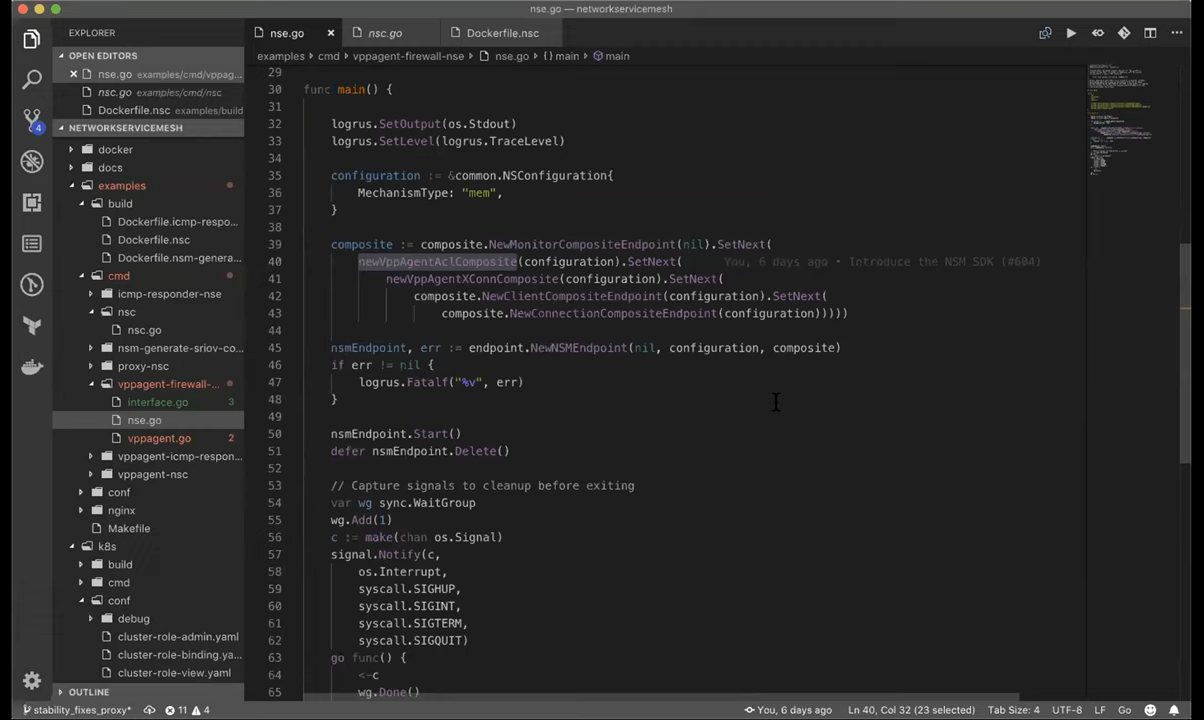 nse.go — networkservicemesh
EXPLORER
OPEN EDITORS
nse.go examples/cmd/vppag...
nsc.go examples/cmd/nsc
Dockerfile.nsc examples/build
NETWORKSERVICEMESH
docker
docs
examples
build
Dockerfile.icmp-respo...
Dockerfile.nsc
Dockerfile.nsm-genera...
cmd
icmp-responder-nse
nsc
nsc.go
nsm-generate-sriov-co...
proxy-nsc
vppagent-firewall-...
interface.go 3
nse.go
vppagent.go 2
vppagent-icmp-respon...
vppagent-nsc
conf
nginx
Makefile
k8s
build
cmd
conf
debug
cluster-role-admin.yaml
cluster-role-binding.ya...
cluster-role-view.yaml
OUTLINE
4
nse.go
nsc.go
Dockerfile.nsc
examples cmd vppagent-firewall-nse nse.go {} main main
29
30 func main() {
31
32 logrus.SetOutput(os.Stdout)
33 logrus.SetLevel(logrus.TraceLevel)
34
35 configuration := &common.NSConfiguration{
36 MechanismType: "mem",
37 }
38
39 composite := composite.NewMonitorCompositeEndpoint(nil).SetNext(
40 newVppAgentAclComposite(configuration).SetNext( You, 6 days ago • Introduce the NSM SDK (#604)
41 newVppAgentXConnComposite(configuration).SetNext(
42 composite.NewClientCompositeEndpoint(configuration).SetNext(
43 composite.NewConnectionCompositeEndpoint(configuration)))))
44
45 nsmEndpoint, err := endpoint.NewNSMEndpoint(nil, configuration, composite)
46 if err != nil {
47 logrus.Fatalf("%v", err)
48 }
49
50 nsmEndpoint.Start()
51 defer nsmEndpoint.Delete()
52
53 // Capture signals to cleanup before exiting
54 var wg sync.WaitGroup
55 wg.Add(1)
56 c := make(chan os.Signal)
57 signal.Notify(c,
58 os.Interrupt,
59 syscall.SIGHUP,
60 syscall.SIGINT,
61 syscall.SIGTERM,
62 syscall.SIGQUIT)
63 go func() {
64 <-c
65 wg.Done()
stability_fixes_proxy* 11 4 You, 6 days ago Ln 40, Col 32 (23 selected) Tab Size: 4 UTF-8 LF Go